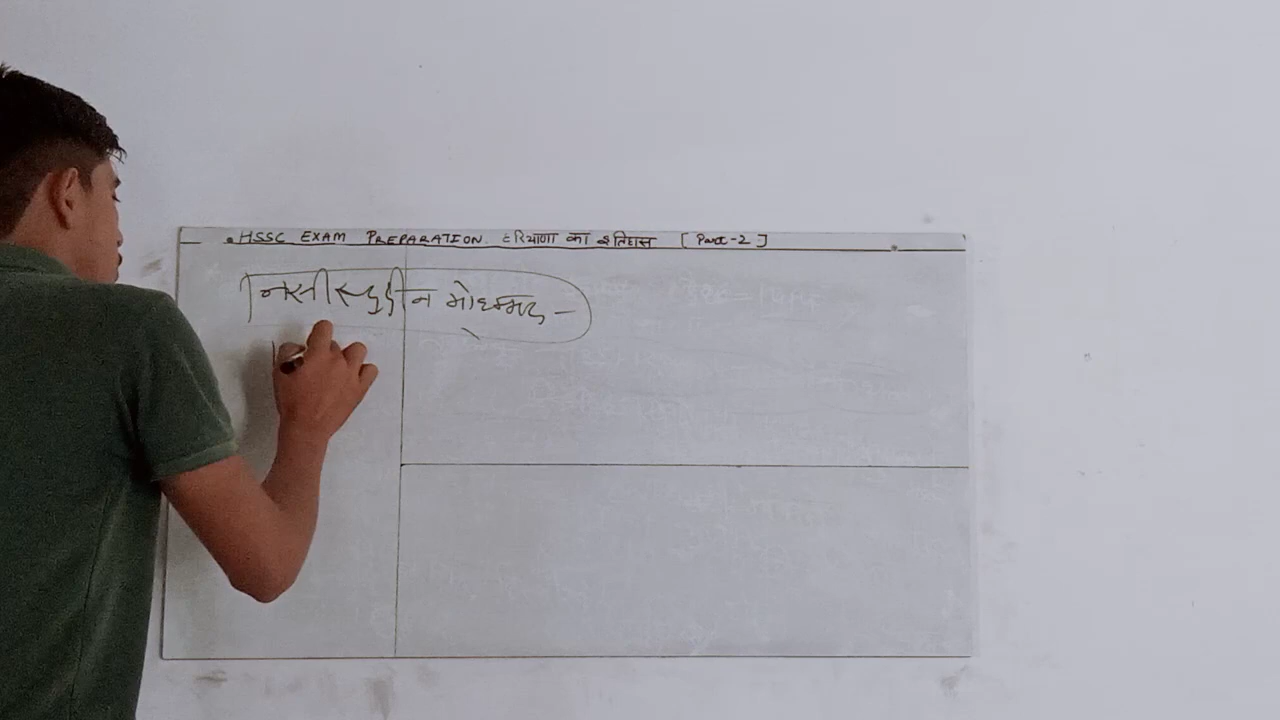 HSSC EXAM PREPARATION. हरियाणा का इतिहास [Part-2]
नसीरूद्दीन मोहम्मद -